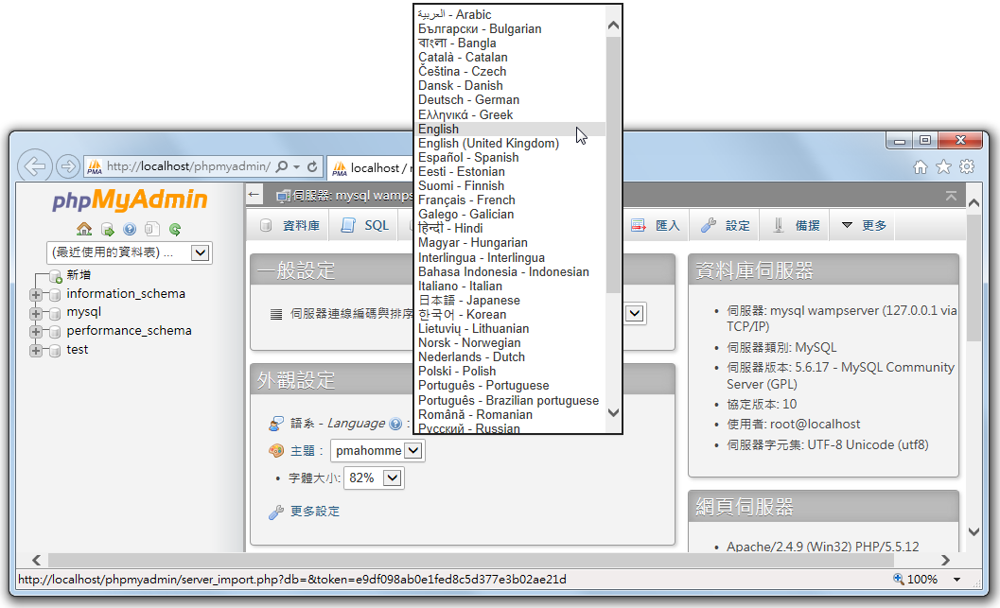 العربية - Arabic
Български - Bulgarian
বাংলা - Bangla
Català - Catalan
Čeština - Czech
Dansk - Danish
Deutsch - German
Ελληνικά - Greek
English
English (United Kingdom)
Español - Spanish
Eesti - Estonian
Suomi - Finnish
Français - French
Galego - Galician
हिन्दी - Hindi
Magyar - Hungarian
Interlingua - Interlingua
Bahasa Indonesia - Indonesian
Italiano - Italian
日本語 - Japanese
한국어 - Korean
Lietuvių - Lithuanian
Norsk - Norwegian
Nederlands - Dutch
Polski - Polish
Português - Portuguese
Português - Brazilian portuguese
Română - Romanian
Русский - Russian
PMA http://localhost/phpmyadmin/
PMA localhost /
phpMyAdmin
(最近使用的資料表) ...
新增
information_schema
mysql
performance_schema
test
伺服器: mysql wamps
資料庫 SQL 匯入 設定 備援 更多
一般設定
伺服器連線編碼與排序
外觀設定
語系 - Language :
主題: pmahomme
• 字體大小: 82%
更多設定
資料庫伺服器
• 伺服器: mysql wampserver (127.0.0.1 via
TCP/IP)
• 伺服器類別: MySQL
• 伺服器版本: 5.6.17 - MySQL Community
Server (GPL)
• 協定版本: 10
• 使用者: root@localhost
• 伺服器字元集: UTF-8 Unicode (utf8)
網頁伺服器
• Apache/2.4.9 (Win32) PHP/5.5.12
http://localhost/phpmyadmin/server_import.php?db=&token=e9df098ab0e1fed8c5d377e3b02ae21d
100%